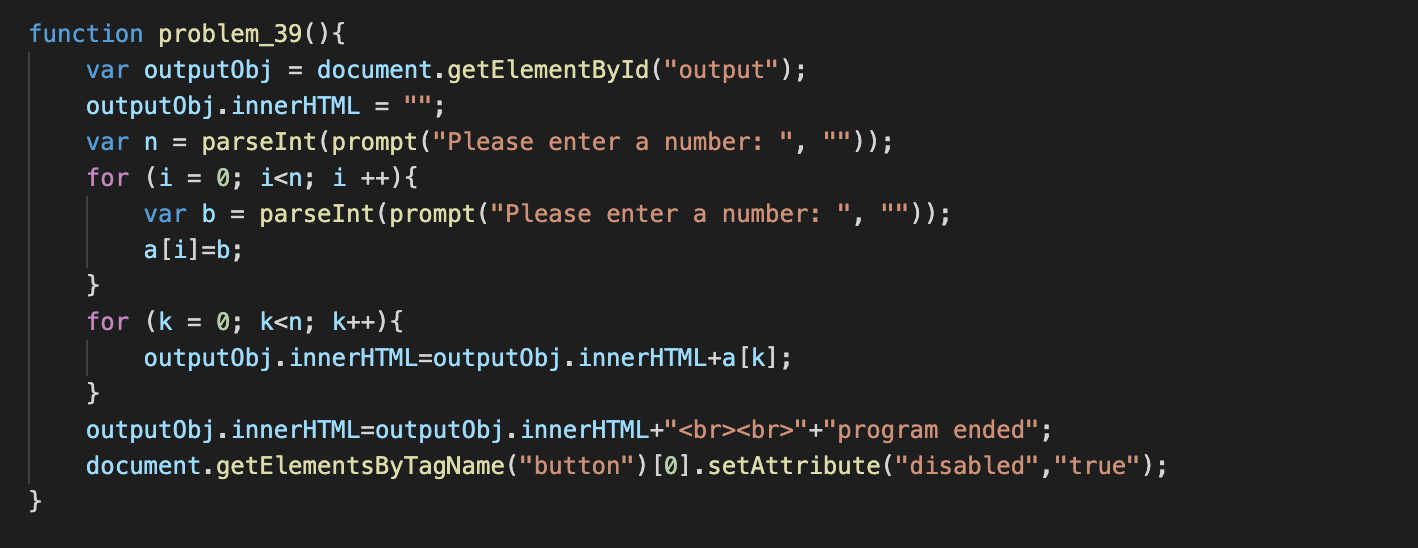 function problem_39(){
    var outputObj = document.getElementById("output");
    outputObj.innerHTML = "";
    var n = parseInt(prompt("Please enter a number: ", ""));
    for (i = 0; i<n; i ++){
        var b = parseInt(prompt("Please enter a number: ", ""));
        a[i]=b;
    }
    for (k = 0; k<n; k++){
        outputObj.innerHTML=outputObj.innerHTML+a[k];
    }
    outputObj.innerHTML=outputObj.innerHTML+"<br><br>"+"program ended";
    document.getElementsByTagName("button")[0].setAttribute("disabled","true");
}